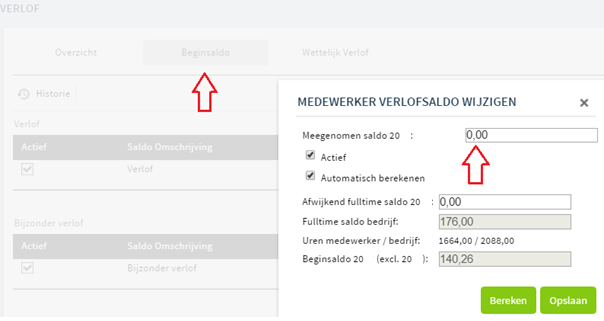 VERLOF
Overzicht Beginsaldo Wettelijk Verlof
Historie
Verlof
Actief Saldo Omschrijving
Verlof
Bijzonder verlof
Actief Saldo Omschrijving
Bijzonder verlof
MEDEWERKER VERLOFSALDO WIJZIGEN
Meegenomen saldo 20 : 0,00
Actief
Automatisch berekenen
Afwijkend fulltime saldo 20 : 0,00
Fulltime saldo bedrijf: 176,00
Uren medewerker / bedrijf: 1664,00 / 2088,00
Beginsaldo 20 (excl. 20 ): 140,26
Bereken Opslaan